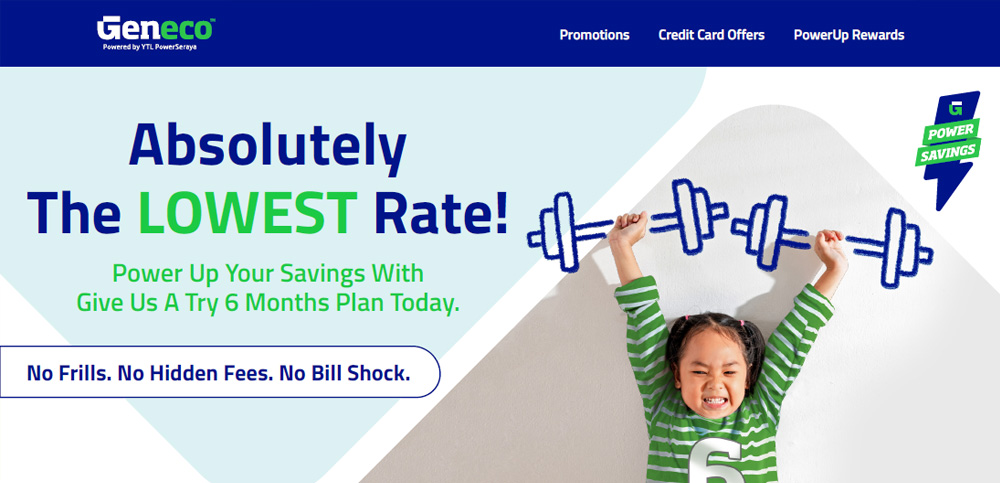 Geneco™
Powered by YTL PowerSeraya
Promotions
Credit Card Offers
PowerUp Rewards
G
POWER
SAVINGS
Absolutely
The LOWEST Rate!
Power Up Your Savings With
Give Us A Try 6 Months Plan Today.
No Frills. No Hidden Fees. No Bill Shock.
6